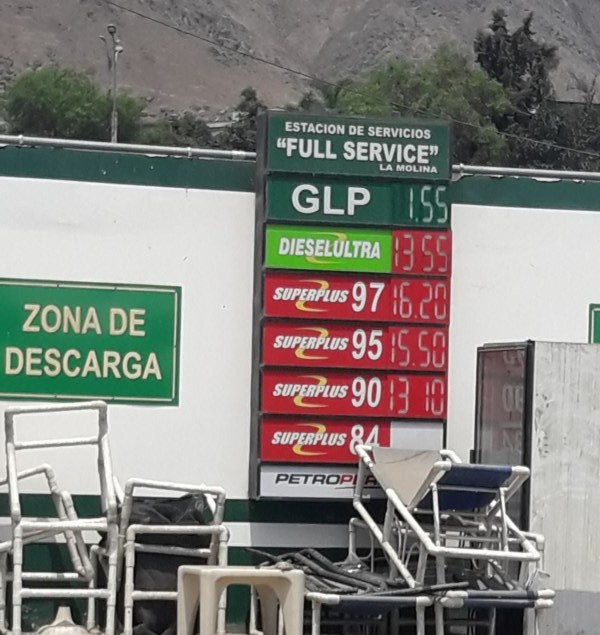 ESTACION DE SERVICIOS
"FULL SERVICE"
LA MOLINA
GLP 1.55
DIESELULTRA 13.55
SUPERPLUS 97 16.20
SUPERPLUS 95 15.50
SUPERPLUS 90 13 10
SUPERPLUS 84
ZONA DE
DESCARGA